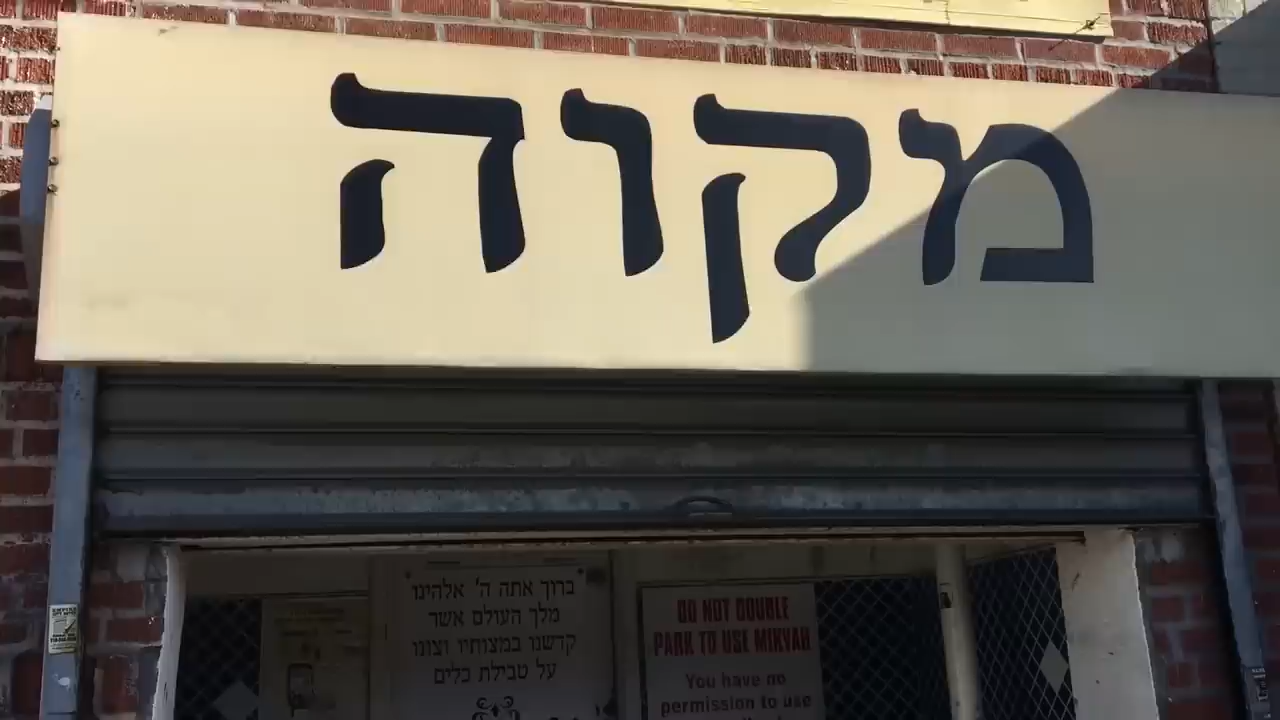 מקוה
ברוך אתה ה' אלהינו
מלך העולם אשר
קדשנו במצותיו וצונו
על טבילת כלים
DO NOT DOUBLE
PARK TO USE MIKVAH
You have no
permission to use